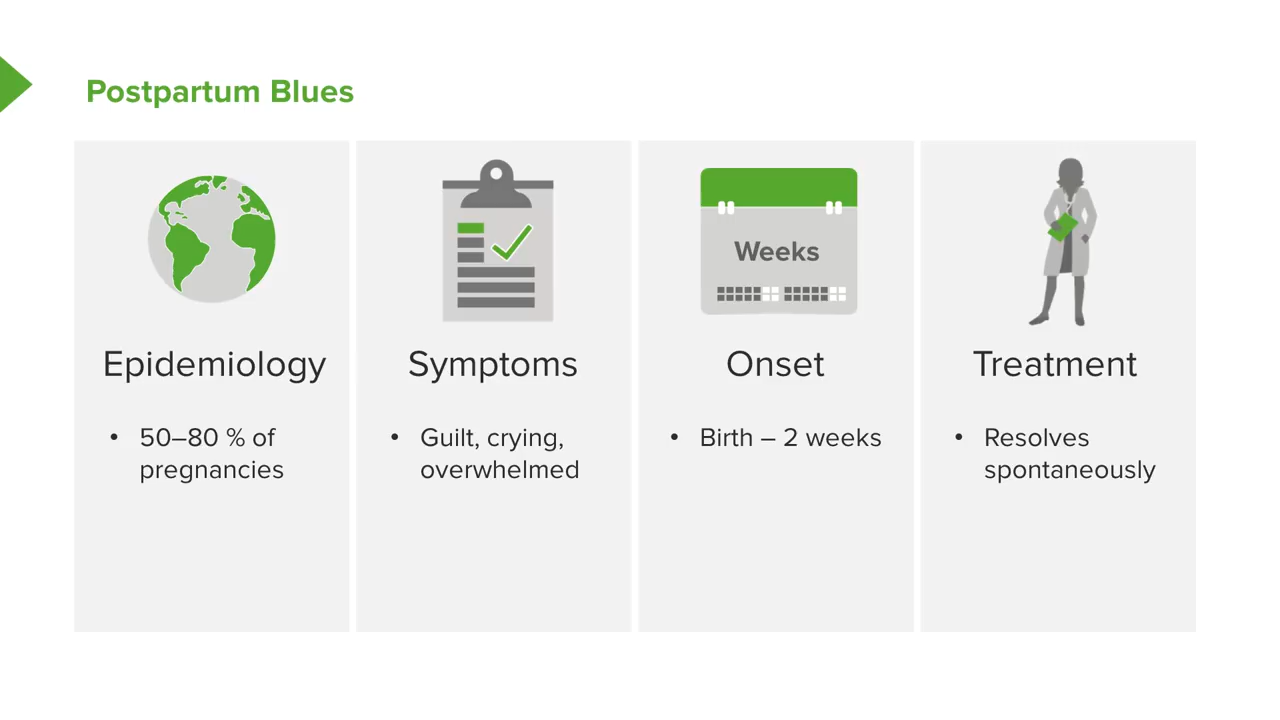 Postpartum Blues
Weeks
Epidemiology
• 50–80 % of
pregnancies
Symptoms
• Guilt, crying,
overwhelmed
Onset
• Birth – 2 weeks
Treatment
• Resolves
spontaneously